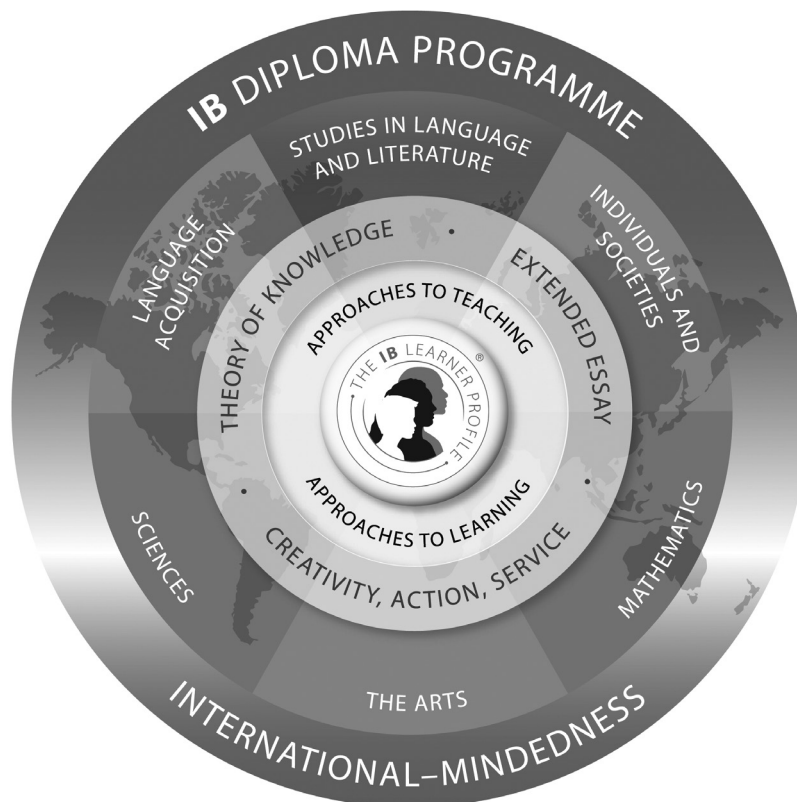 IB DIPLOMA PROGRAMME
STUDIES IN LANGUAGE
AND LITERATURE
LANGUAGE
ACQUISITION
INDIVIDUALS AND
SOCIETIES
THEORY OF KNOWLEDGE
EXTENDED ESSAY
APPROACHES TO TEACHING
THE IB LEARNER PROFILE
®
APPROACHES TO LEARNING
CREATIVITY, ACTION, SERVICE
SCIENCES
MATHEMATICS
THE ARTS
INTERNATIONAL–MINDEDNESS